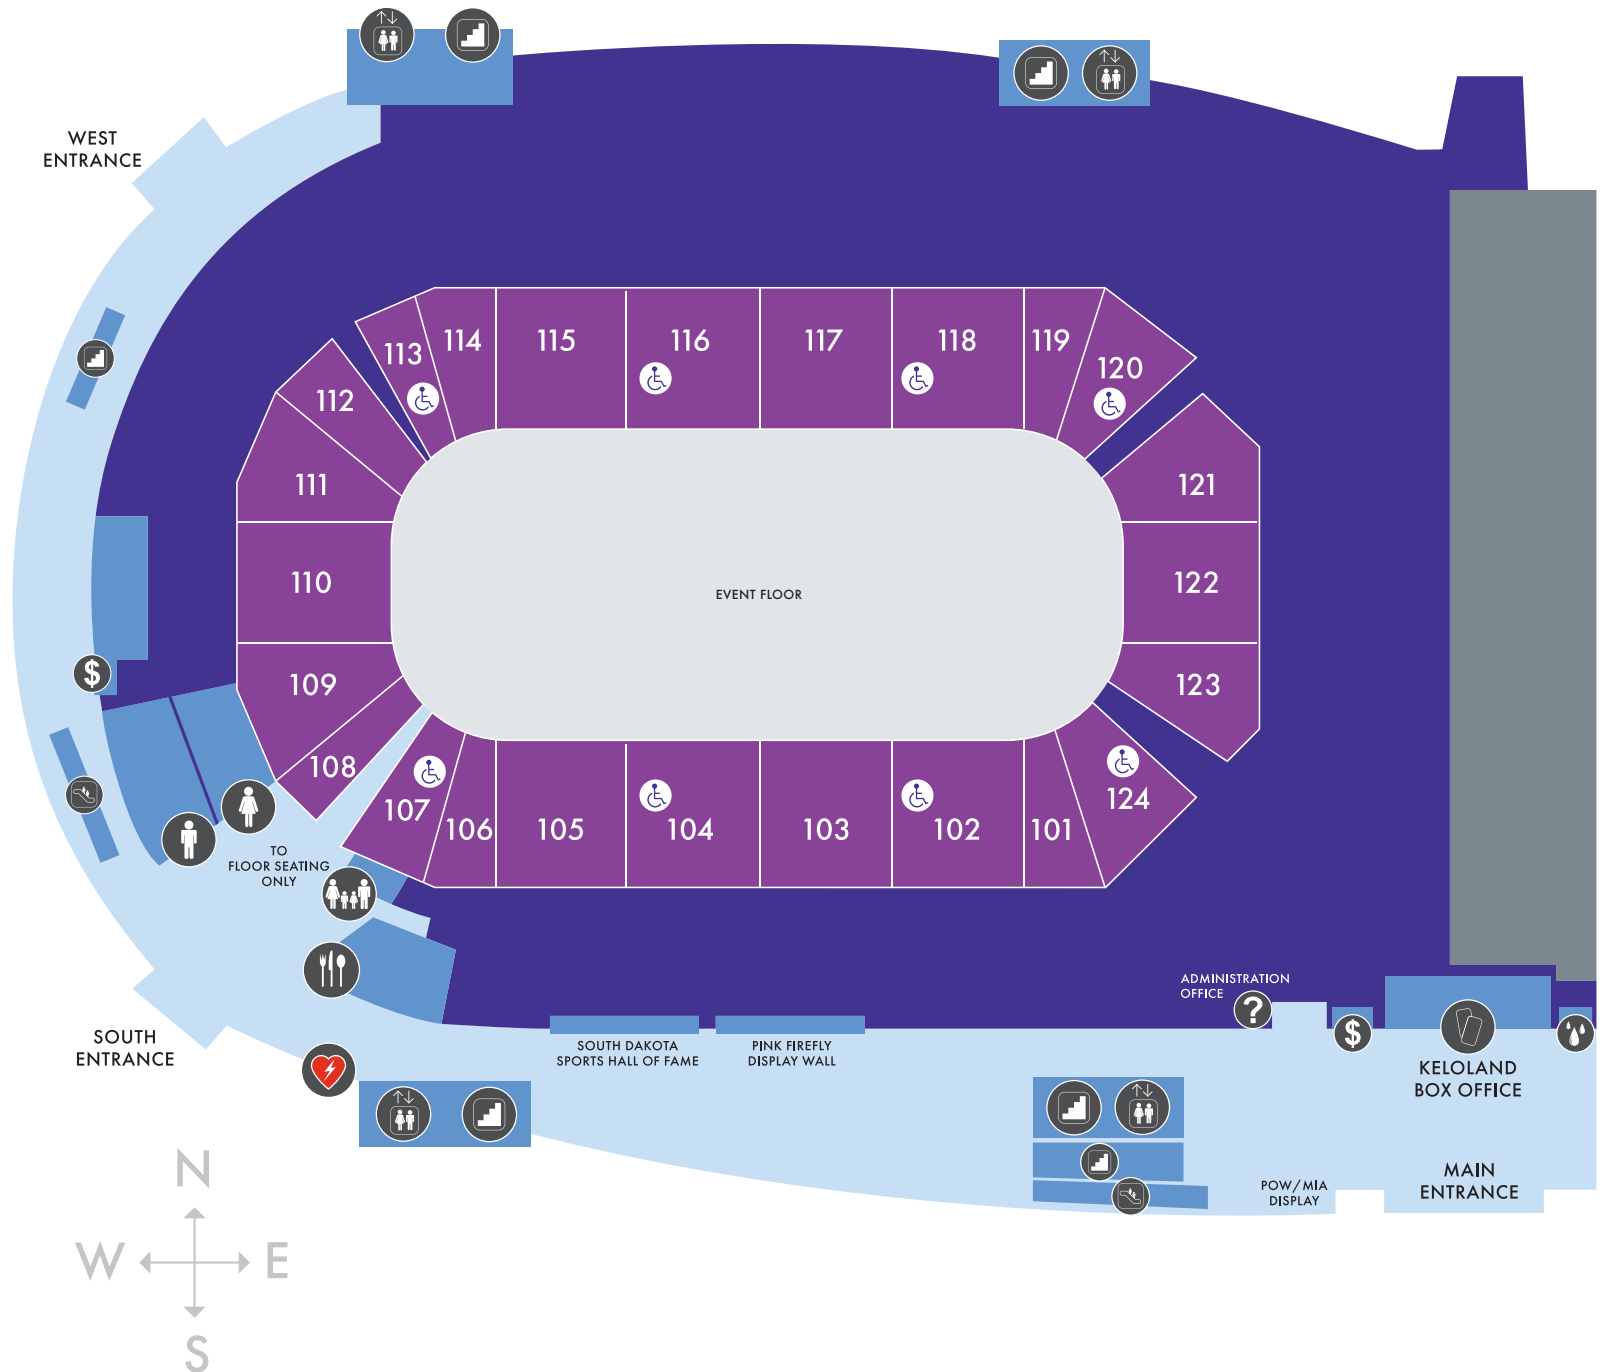 WEST
ENTRANCE
113
114
115
116
117
118
119
120
112
111
121
110
EVENT FLOOR
122
109
123
$
108
107
106
105
104
103
102
101
124
TO
FLOOR SEATING
ONLY
ADMINISTRATION
OFFICE
?
$
SOUTH
ENTRANCE
SOUTH DAKOTA
SPORTS HALL OF FAME
PINK FIREFLY
DISPLAY WALL
KELOLAND
BOX OFFICE
POW/MIA
DISPLAY
MAIN
ENTRANCE
N
W
E
S